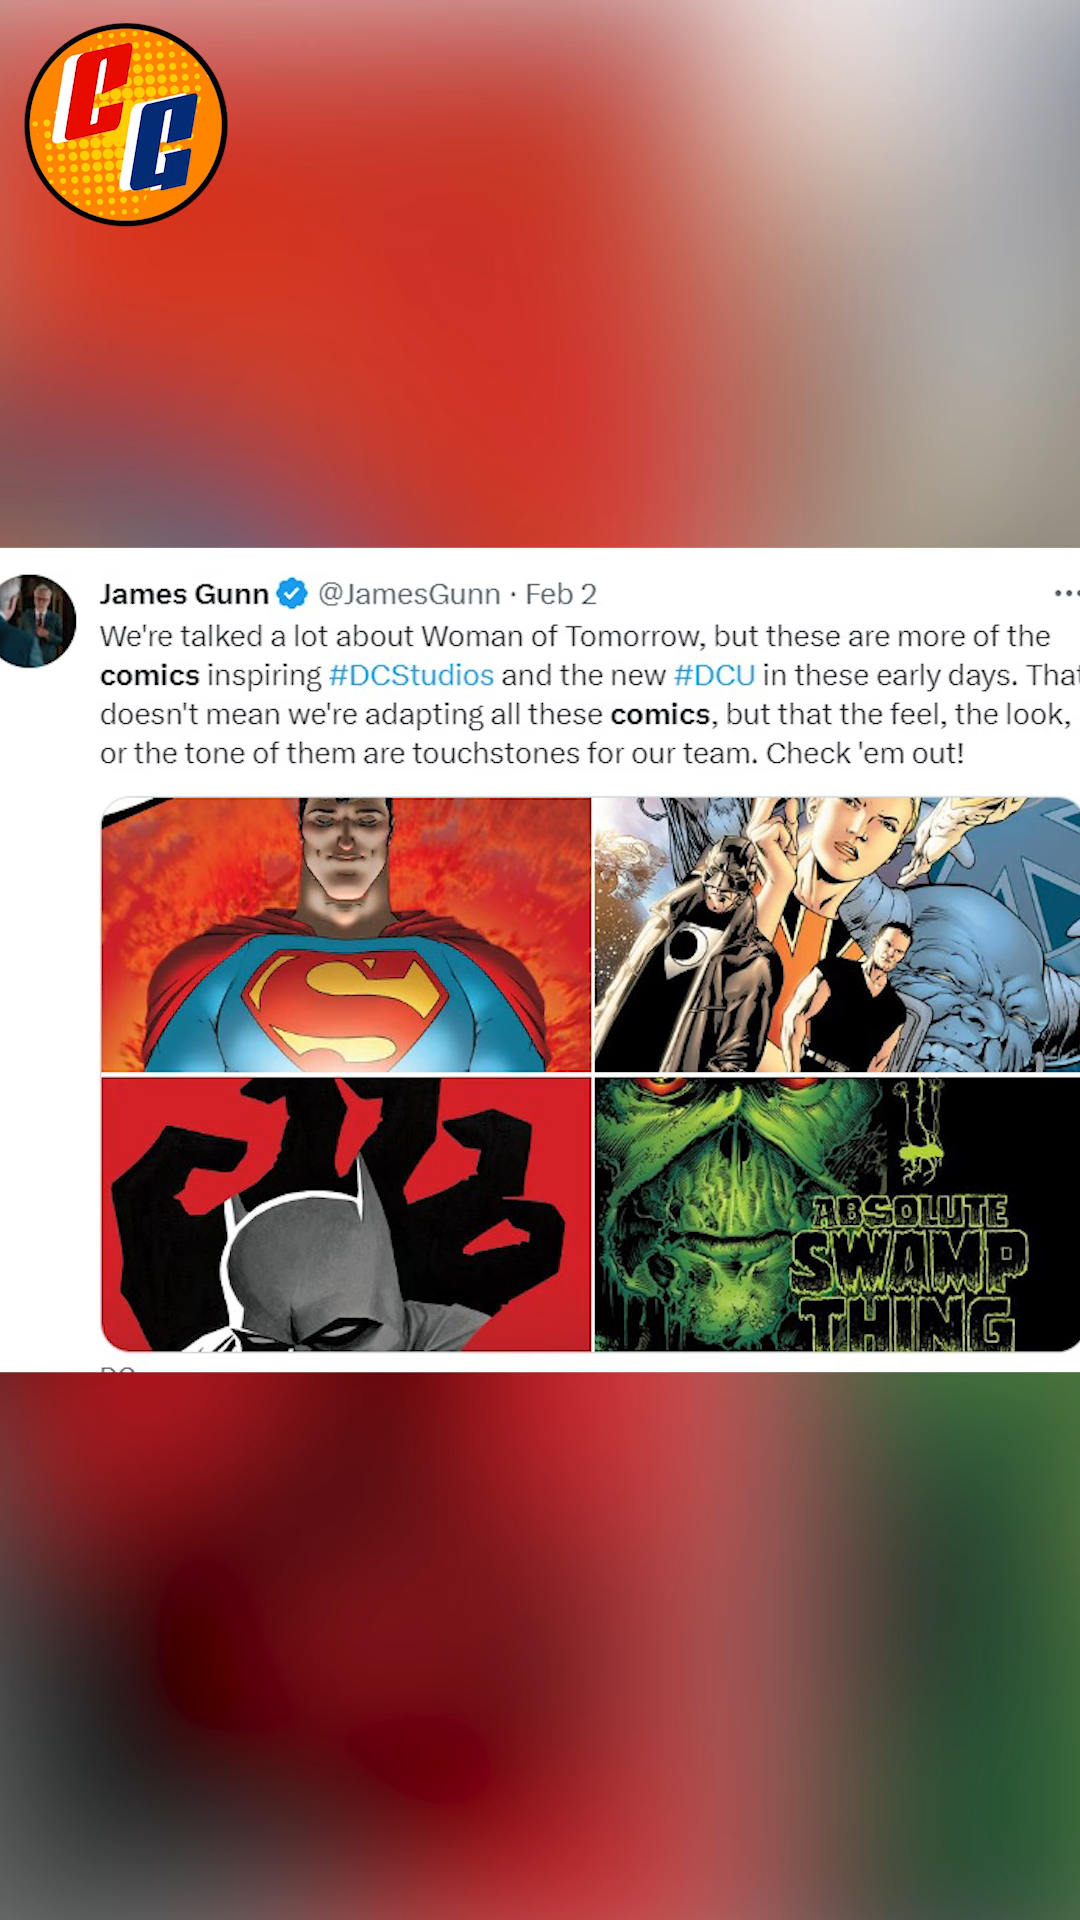 CC
James Gunn @JamesGunn · Feb 2
We're talked a lot about Woman of Tomorrow, but these are more of the
comics inspiring #DCStudios and the new #DCU in these early days. That
doesn't mean we're adapting all these comics, but that the feel, the look,
or the tone of them are touchstones for our team. Check 'em out!
S
ABSOLUTE
SWAMP
THING